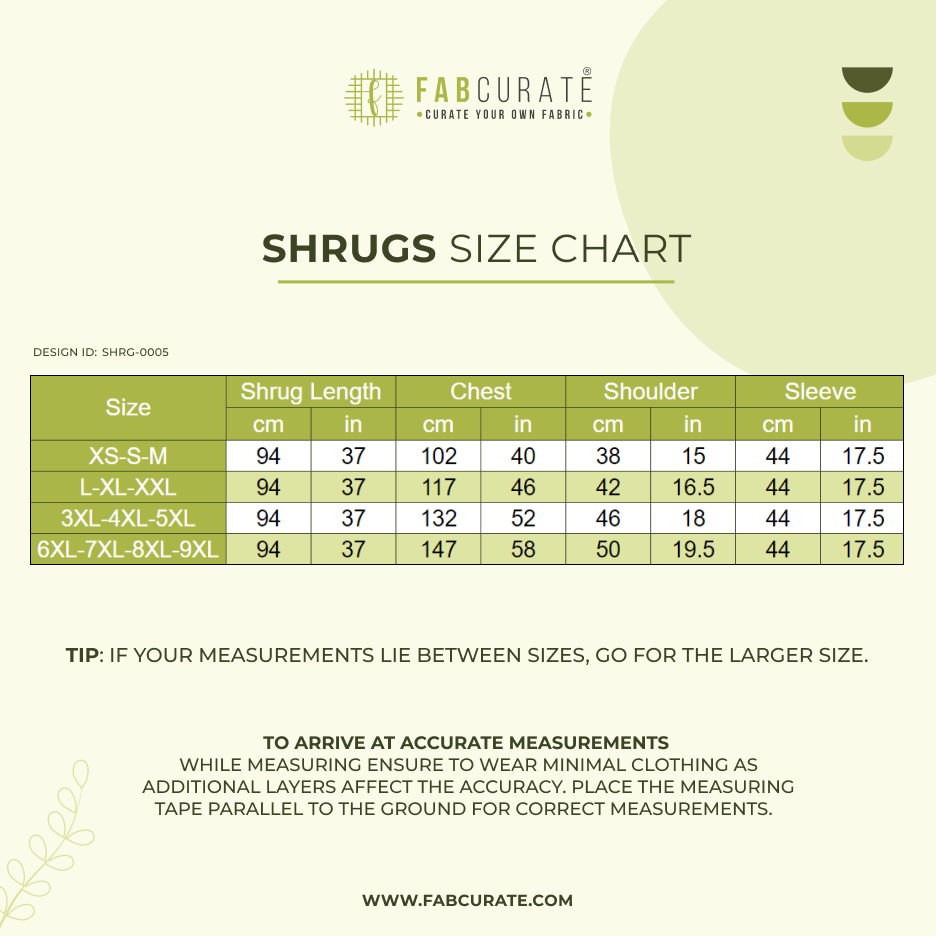 FABCURATE®
•CURATE YOUR OWN FABRIC•
SHRUGS SIZE CHART
DESIGN ID: SHRG-0005
Size Shrug Length Chest Shoulder Sleeve
cm in cm in cm in cm in
XS-S-M 94 37 102 40 38 15 44 17.5
L-XL-XXL 94 37 117 46 42 16.5 44 17.5
3XL-4XL-5XL 94 37 132 52 46 18 44 17.5
6XL-7XL-8XL-9XL 94 37 147 58 50 19.5 44 17.5
TIP: IF YOUR MEASUREMENTS LIE BETWEEN SIZES, GO FOR THE LARGER SIZE.
TO ARRIVE AT ACCURATE MEASUREMENTS
WHILE MEASURING ENSURE TO WEAR MINIMAL CLOTHING AS
ADDITIONAL LAYERS AFFECT THE ACCURACY. PLACE THE MEASURING
TAPE PARALLEL TO THE GROUND FOR CORRECT MEASUREMENTS.
WWW.FABCURATE.COM